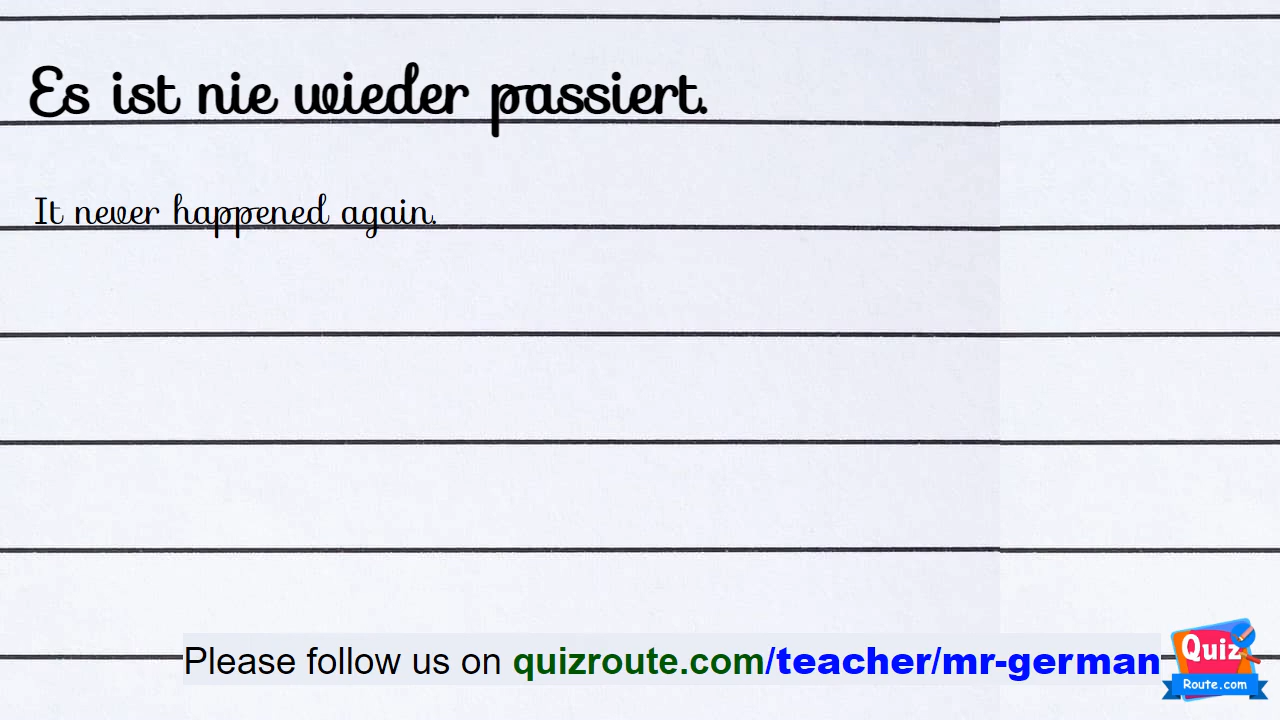 Es ist nie wieder passiert.
It never happened again.
Please follow us on quizroute.com/teacher/mr-german
Quiz
Route.com